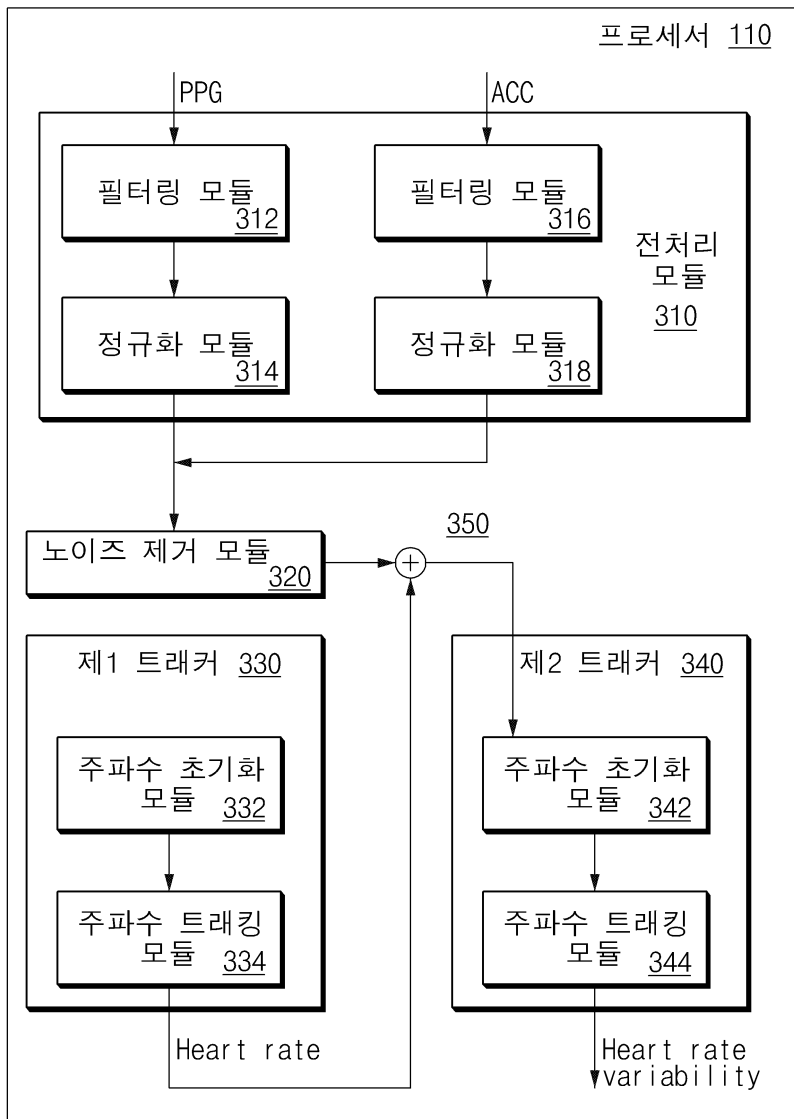 프로세서 110
PPG
ACC
필터링 모듈
312
필터링 모듈
316
정규화 모듈
314
정규화 모듈
318
전처리
모듈
310
노이즈 제거 모듈
320
350
제1 트래커 330
주파수 초기화
모듈 332
주파수 트래킹
모듈 334
Heart rate
제2 트래커 340
주파수 초기화
모듈 342
주파수 트래킹
모듈 344
Heart rate
variability